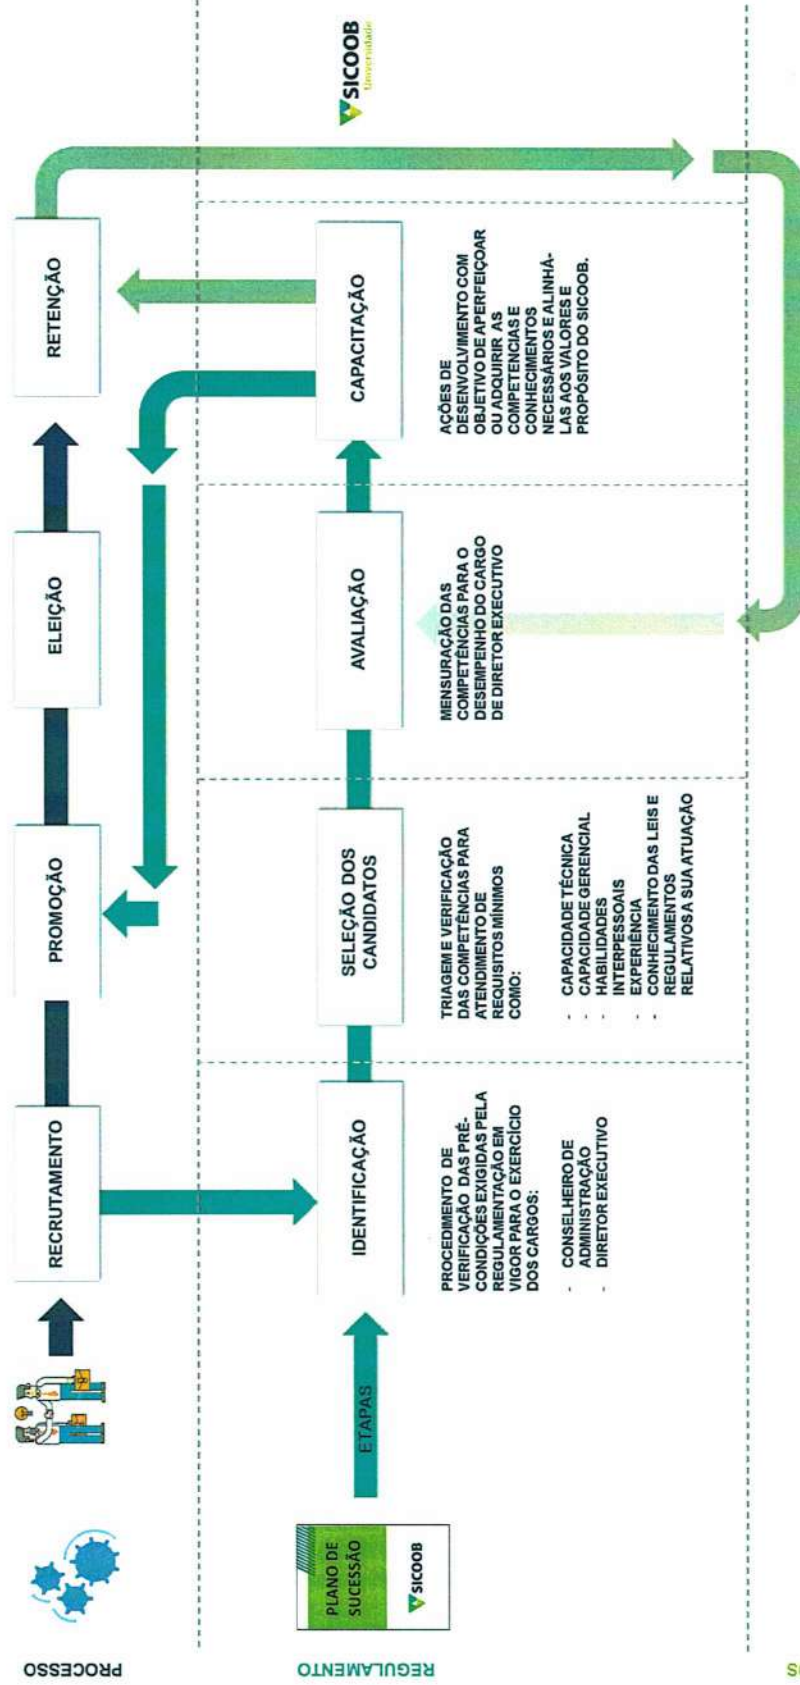 PROCESSO
RECRUTAMENTO
PROMOÇÃO
ELEIÇÃO
RETENÇÃO
REGULAMENTO
PLANO DE
SUCESSÃO
SICOOB
ETAPAS
IDENTIFICAÇÃO
PROCEDIMENTO DE
VERIFICAÇÃO DAS PRÉ-
CONDIÇÕES EXIGIDAS PELA
REGULAMENTAÇÃO EM
VIGOR PARA O EXERCÍCIO
DOS CARGOS:
- CONSELHEIRO DE
ADMINISTRAÇÃO
- DIRETOR EXECUTIVO
SELEÇÃO DOS
CANDIDATOS
TRIAGEM E VERIFICAÇÃO
DAS COMPETÊNCIAS PARA
ATENDIMENTO DE
REQUISITOS MÍNIMOS
COMO:
- CAPACIDADE TÉCNICA
- CAPACIDADE GERENCIAL
- HABILIDADES
INTERPESSOAIS
- EXPERIÊNCIA
- CONHECIMENTO DAS LEIS E
REGULAMENTOS
RELATIVOS A SUA ATUAÇÃO
AVALIAÇÃO
MENSURAÇÃO DAS
COMPETÊNCIAS PARA O
DESEMPENHO DO CARGO
DE DIRETOR EXECUTIVO
CAPACITAÇÃO
AÇÕES DE
DESENVOLVIMENTO COM
OBJETIVO DE APERFEIÇOAR
OU ADQUIRIR AS
COMPETENCIAS E
CONHECIMENTOS
NECESSÁRIOS E ALINHÁ-
LAS AOS VALORES E
PROPÓSITO DO SICOOB.
SICOOB
Universidade